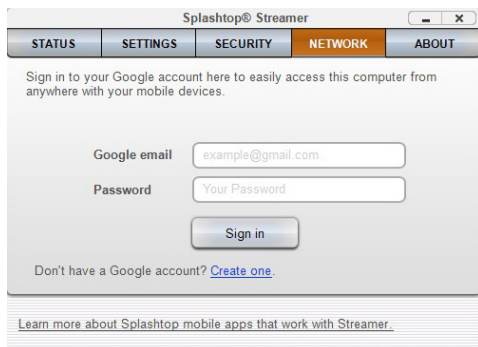 Splashtop® Streamer
STATUS SETTINGS SECURITY NETWORK ABOUT
Sign in to your Google account here to easily access this computer from
anywhere with your mobile devices.
Google email example@gmail.com
Password Your Password
Sign in
Don't have a Google account? Create one.
Learn more about Splashtop mobile apps that work with Streamer.